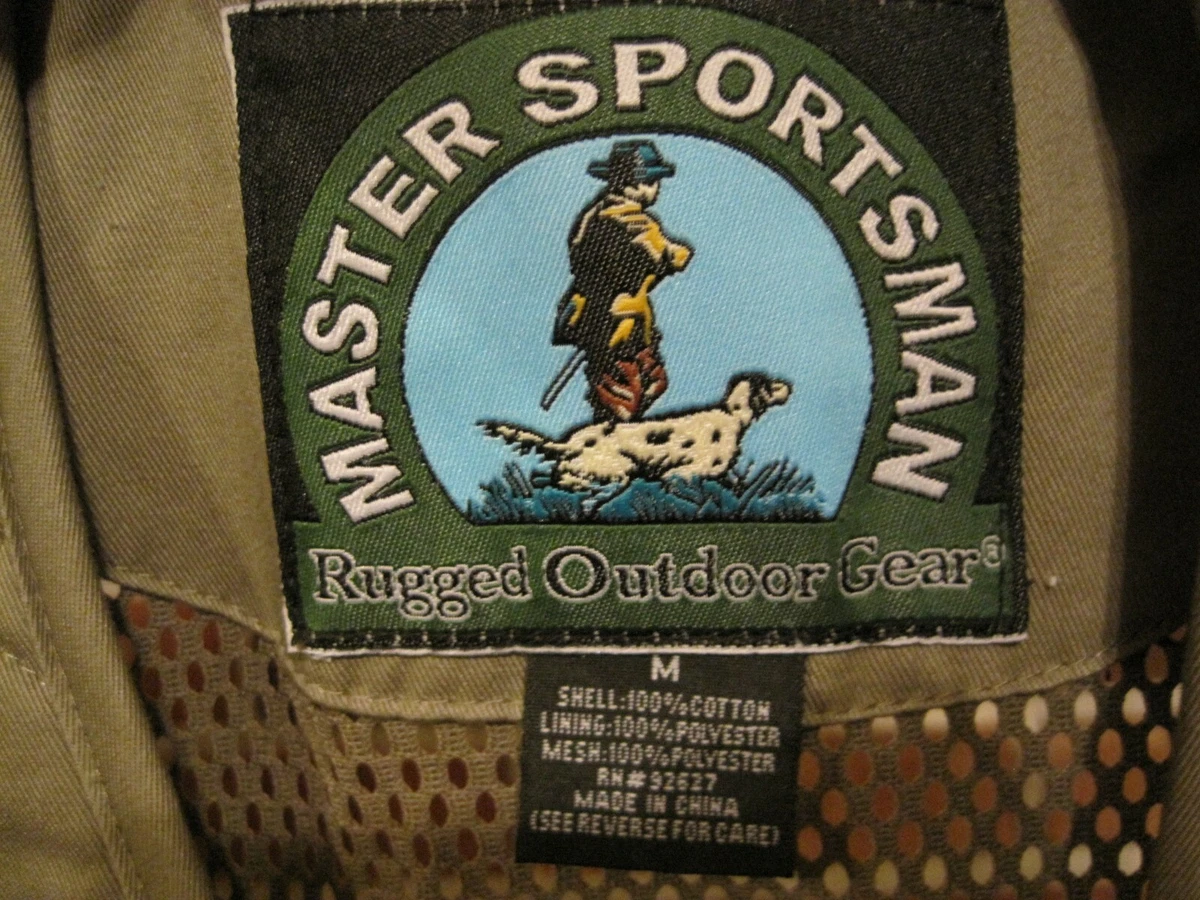 MASTER SPORTSMAN
Rugged Outdoor Gear®
M
SHELL:100%COTTON
LINING:100%POLYESTER
MESH:100%POLYESTER
RN#92627
MADE IN CHINA
(SEE REVERSE FOR CARE)